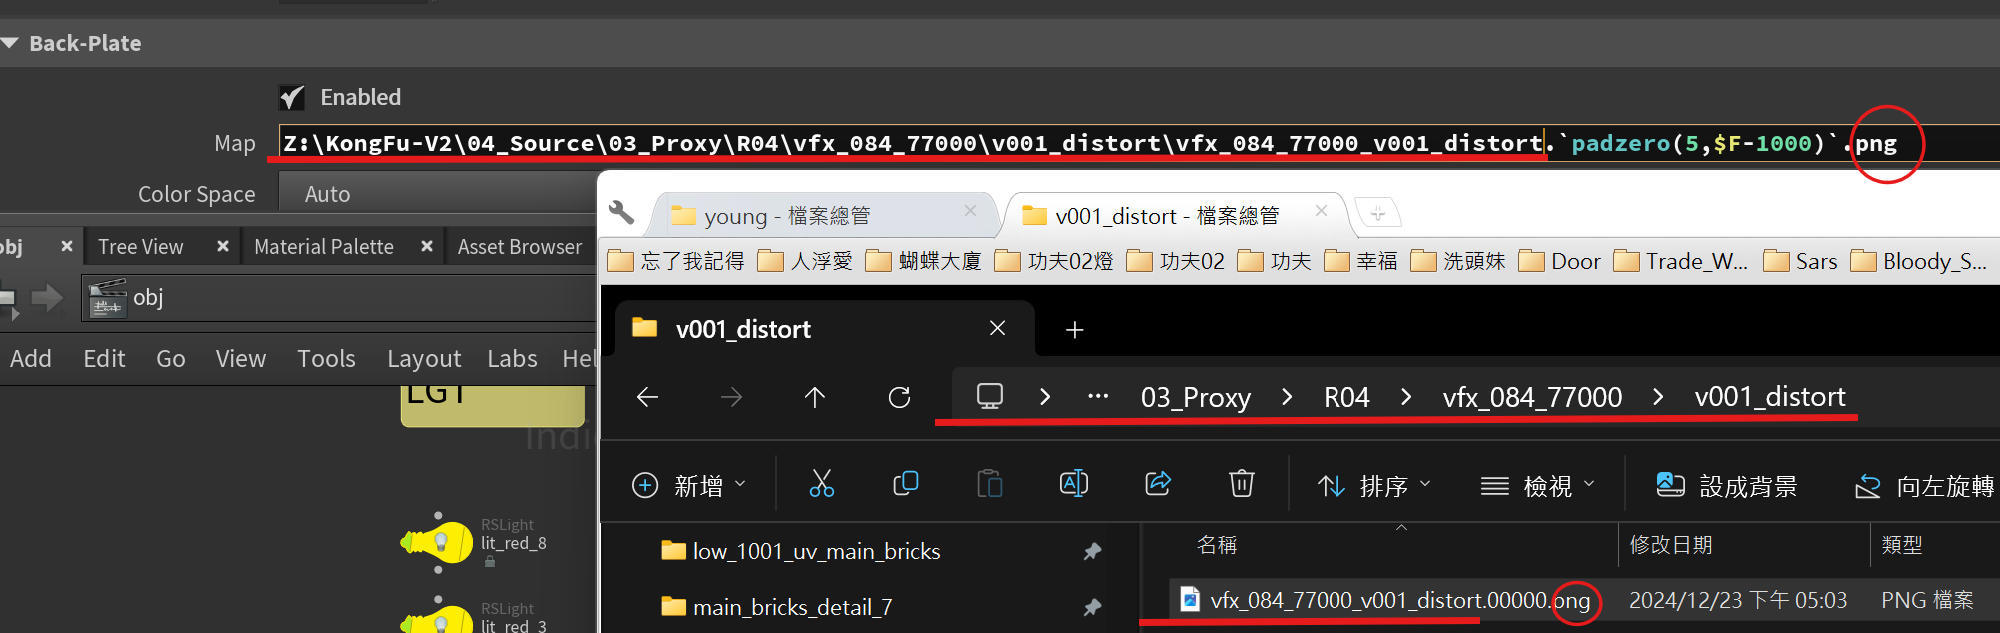 Back-Plate
Enabled
Map Z:\KongFu-V2\04_Source\03_Proxy\R04\vfx_084_77000\v001_distort\vfx_084_77000_v001_distort.`padzero(5,$F-1000)`.png
Color Space Auto
obj Tree View Material Palette Asset Browser
obj
Add Edit Go View Tools Layout Labs Hel
LGT
Indi
RSLight
lit_red_8
RSLight
lit_red_3
young - 檔案總管 v001_distort - 檔案總管
忘了我記得 人浮愛 蝴蝶大廈 功夫02燈 功夫02 功夫 幸福 洗頭妹 Door Trade_W... Sars Bloody_S...
v001_distort
… 03_Proxy R04 vfx_084_77000 v001_distort
新增 排序 檢視 設成背景 向左旋轉
low_1001_uv_main_bricks
main_bricks_detail_7
名稱 修改日期 類型
vfx_084_77000_v001_distort.00000.png 2024/12/23 下午 05:03 PNG 檔案